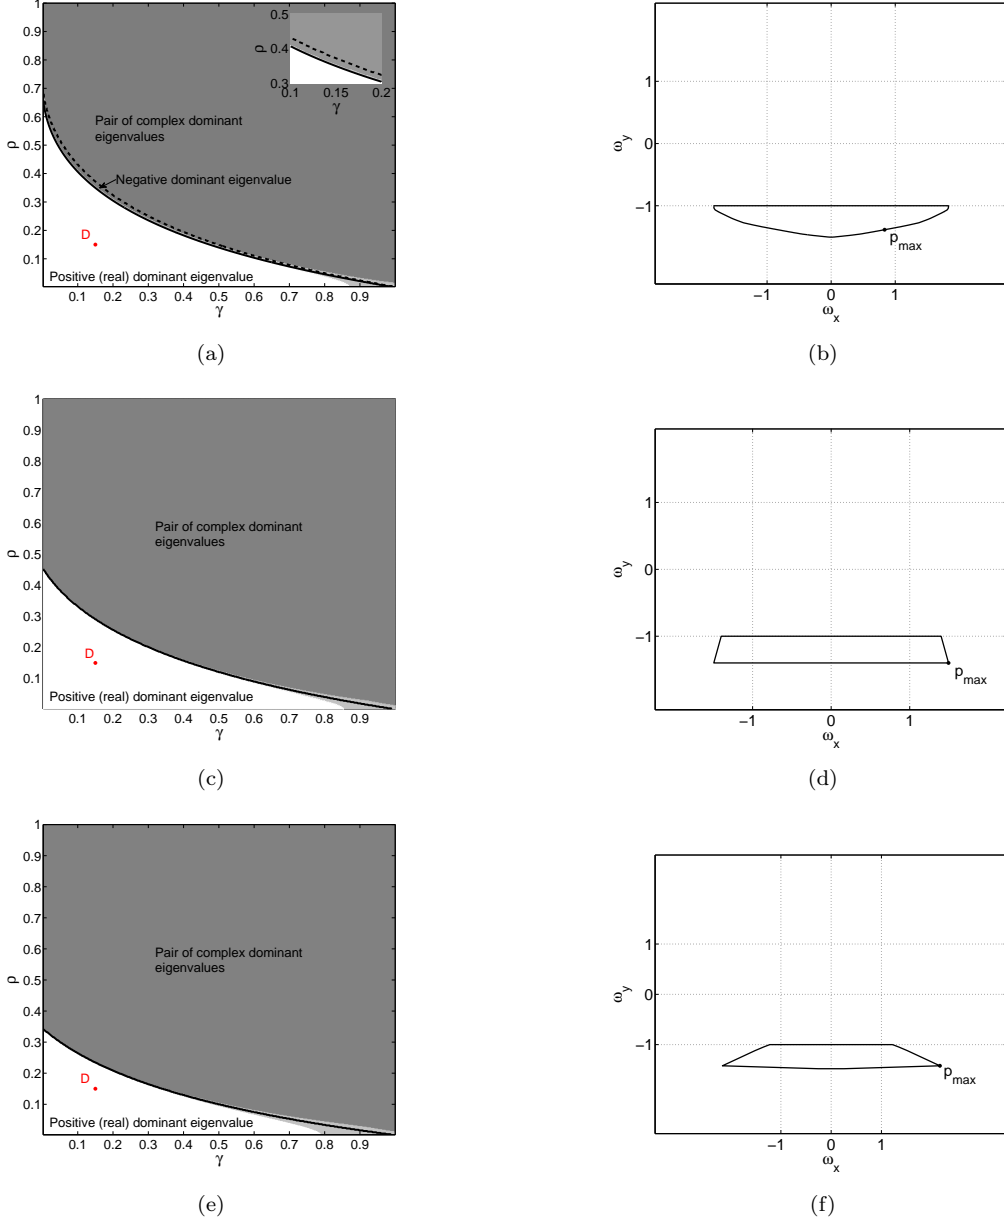 1
0.9
0.8
0.7
0.6
0.5
0.4
0.3
0.2
0.1
ρ
0.5
0.4
0.3
ρ
0.1 0.15 0.2
γ
Pair of complex dominant
eigenvalues
Negative dominant eigenvalue
D
Positive (real) dominant eigenvalue
0.1 0.2 0.3 0.4 0.5 0.6 0.7 0.8 0.9
γ
(a)
1
0
−1
ω_y
p_max
−1 0 1
ω_x
(b)
1
0.9
0.8
0.7
0.6
0.5
0.4
0.3
0.2
0.1
ρ
Pair of complex dominant
eigenvalues
D
Positive (real) dominant eigenvalue
0.1 0.2 0.3 0.4 0.5 0.6 0.7 0.8 0.9
γ
(c)
1
0
−1
ω_y
p_max
−1 0 1
ω_x
(d)
1
0.9
0.8
0.7
0.6
0.5
0.4
0.3
0.2
0.1
ρ
Pair of complex dominant
eigenvalues
D
Positive (real) dominant eigenvalue
0.1 0.2 0.3 0.4 0.5 0.6 0.7 0.8 0.9
γ
(e)
1
0
−1
ω_y
p_max
−1 0 1
ω_x
(f)